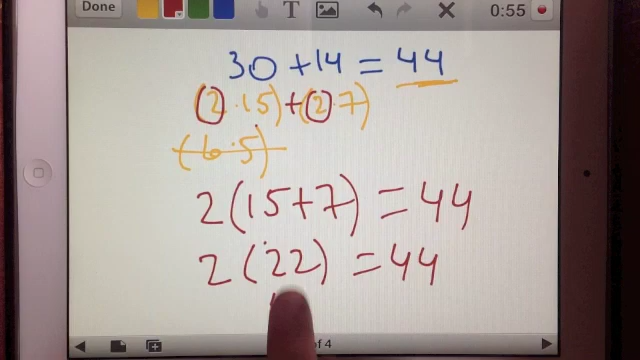 Done T 0:55
30 + 14 = 44
(2·15) + (2·7)
(6·5)
2(15+7) = 44
2(22) = 44
of 4